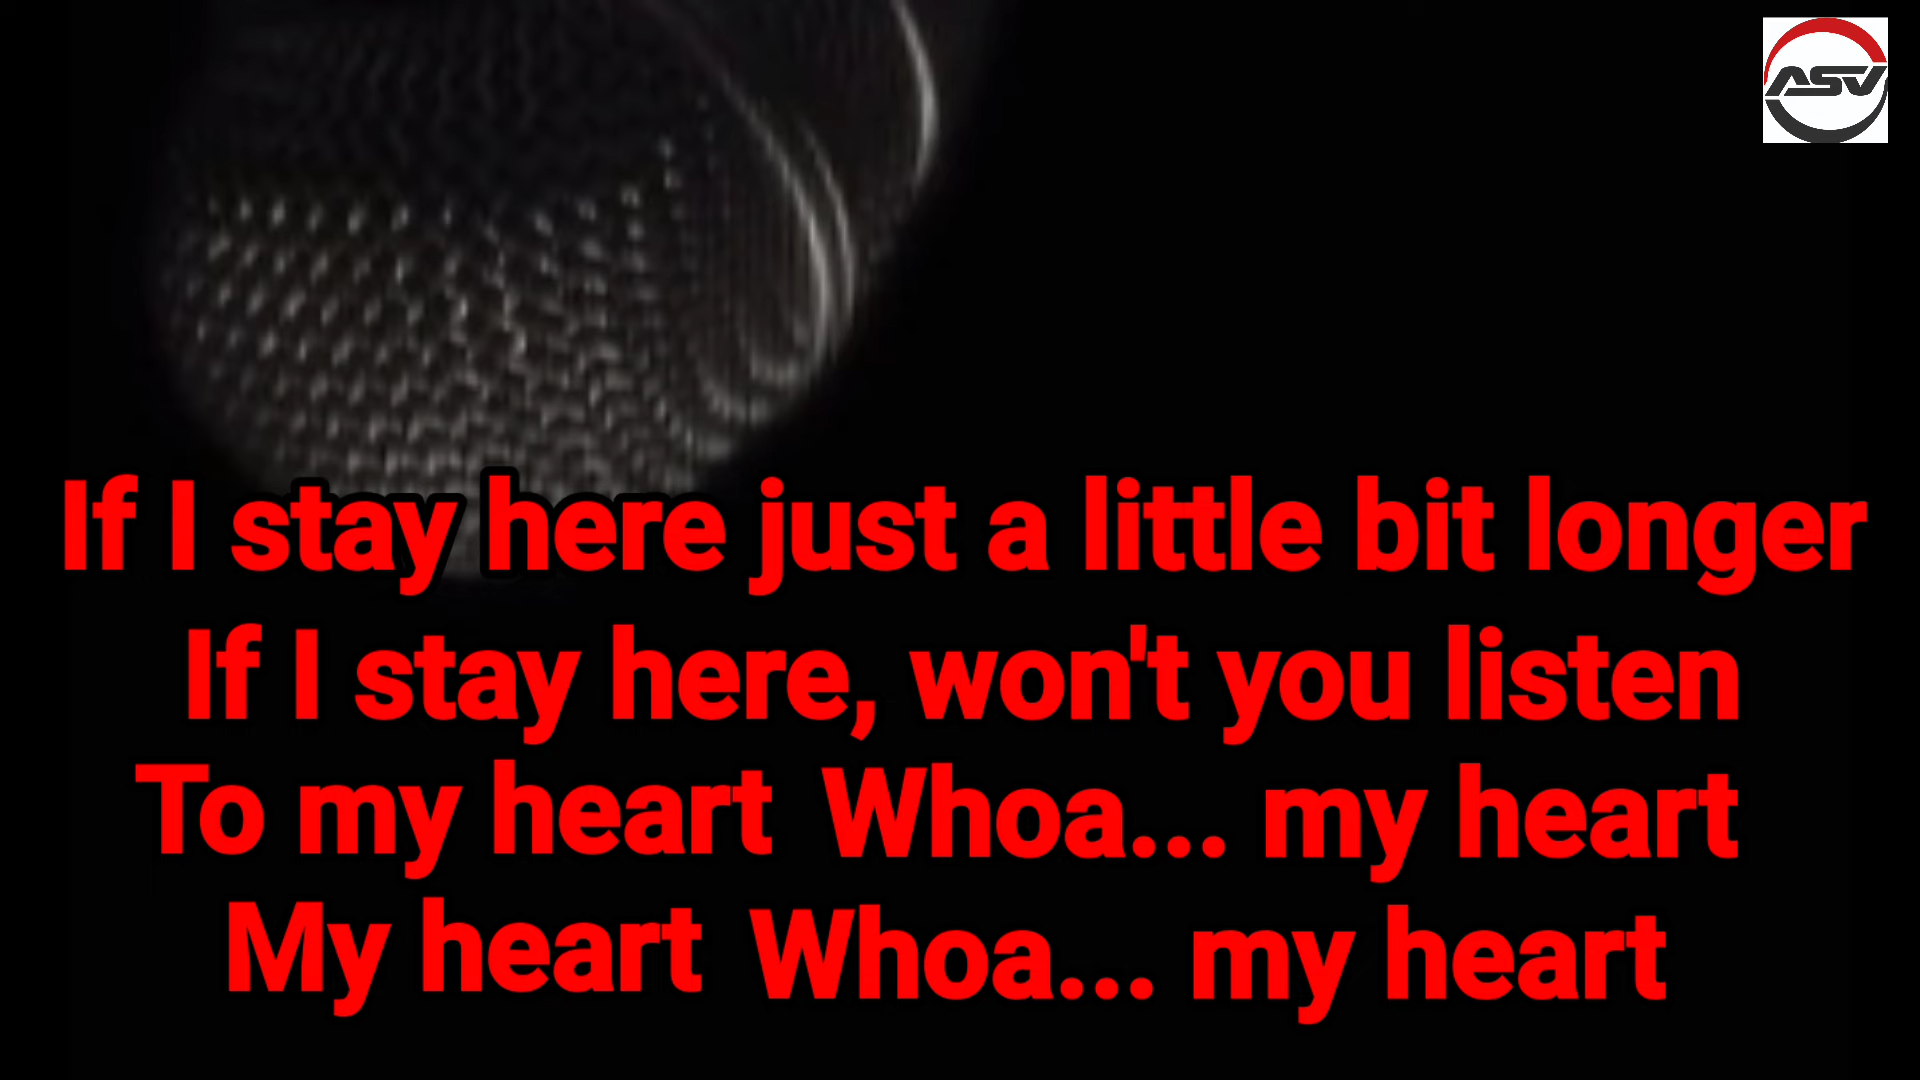 ASV
If I stay here just a little bit longer
If I stay here, won't you listen
To my heart Whoa... my heart
My heart Whoa... my heart